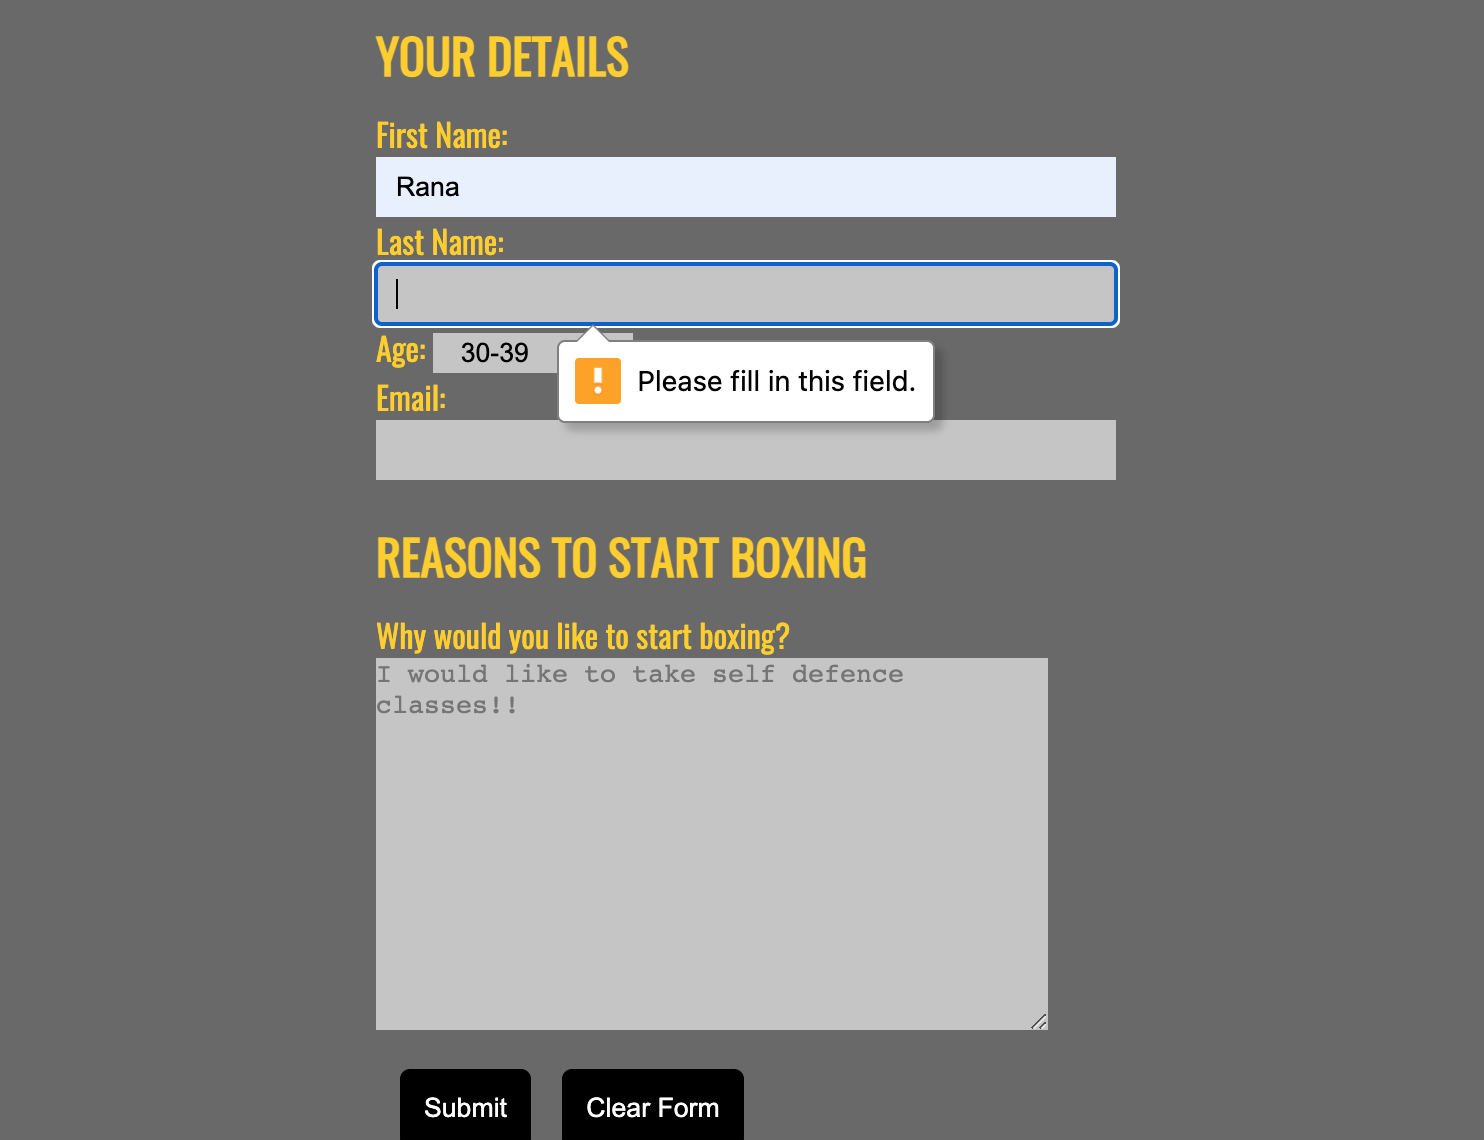 YOUR DETAILS
First Name:
Rana
Last Name:
Age: 30-39
Please fill in this field.
Email:
REASONS TO START BOXING
Why would you like to start boxing?
I would like to take self defence
classes!!
Submit Clear Form